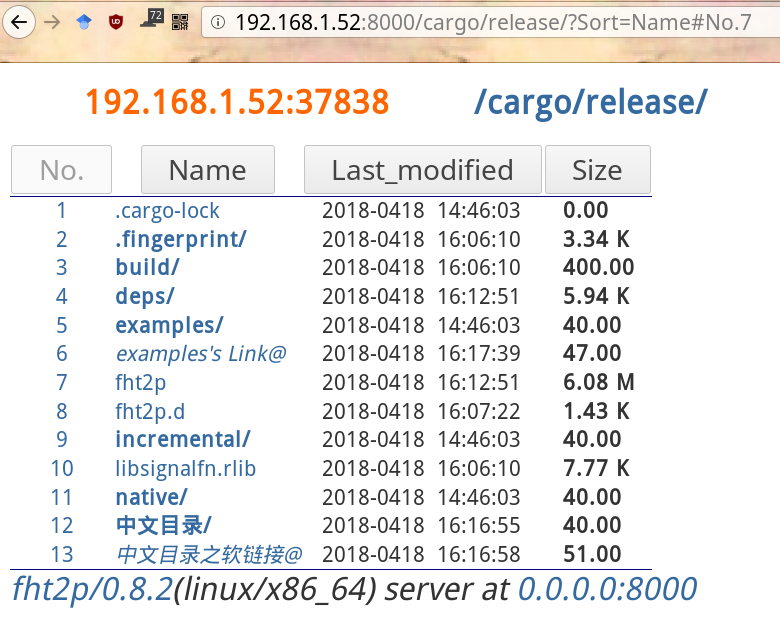 72
192.168.1.52:8000/cargo/release/?Sort=Name#No.7
192.168.1.52:37838 /cargo/release/
No. Name Last_modified Size
1 .cargo-lock 2018-0418 14:46:03 0.00
2 .fingerprint/ 2018-0418 16:06:10 3.34 K
3 build/ 2018-0418 16:06:10 400.00
4 deps/ 2018-0418 16:12:51 5.94 K
5 examples/ 2018-0418 14:46:03 40.00
6 examples's Link@ 2018-0418 16:17:39 47.00
7 fht2p 2018-0418 16:12:51 6.08 M
8 fht2p.d 2018-0418 16:07:22 1.43 K
9 incremental/ 2018-0418 14:46:03 40.00
10 libsignalfn.rlib 2018-0418 16:06:10 7.77 K
11 native/ 2018-0418 14:46:03 40.00
12 中文目录/ 2018-0418 16:16:55 40.00
13 中文目录之软链接@ 2018-0418 16:16:58 51.00
fht2p/0.8.2(linux/x86_64) server at 0.0.0.0:8000